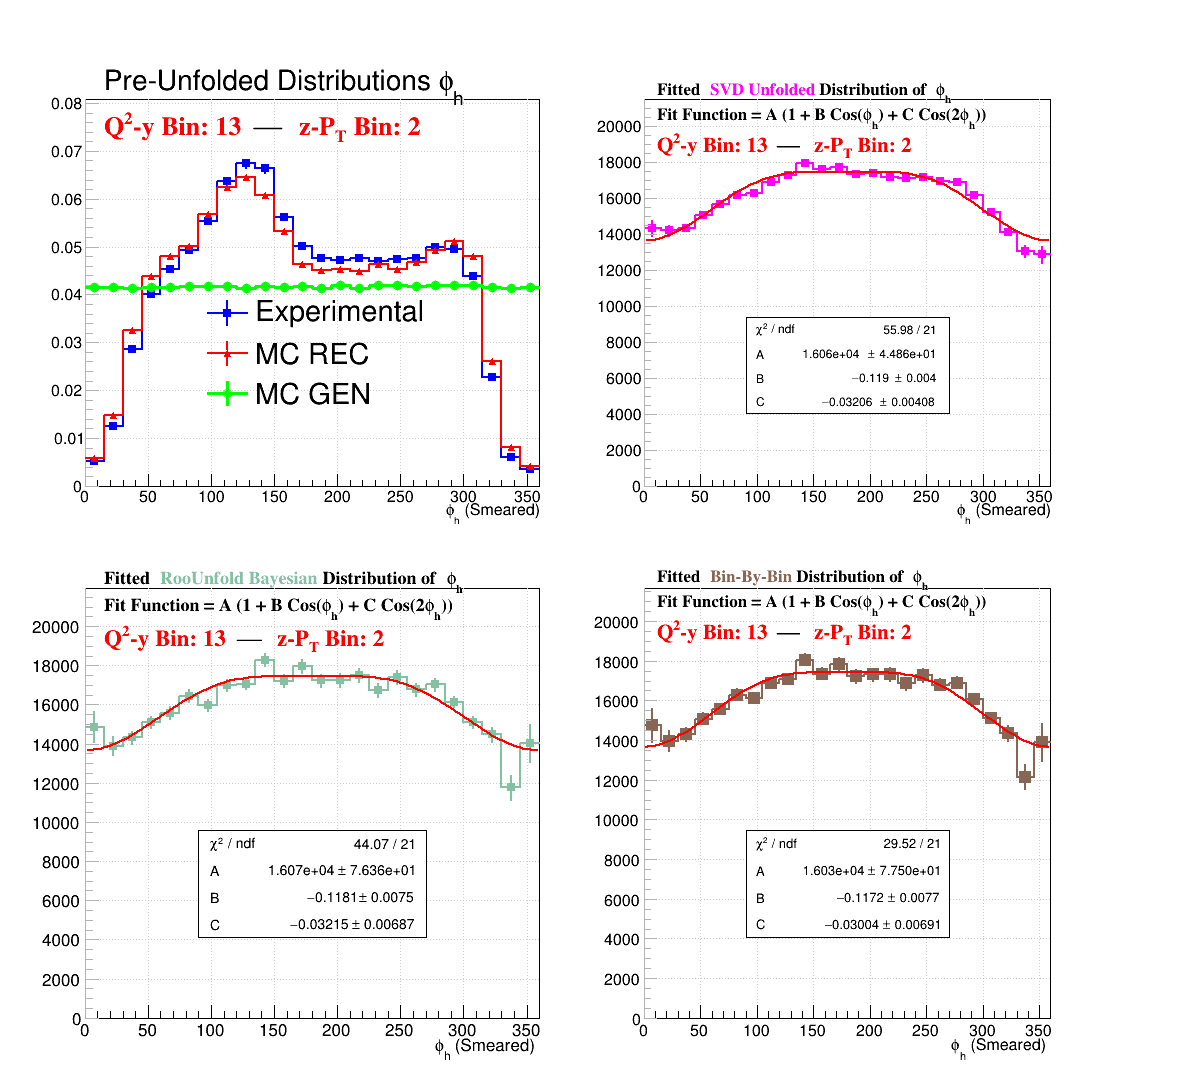 Pre-Unfolded Distributions ϕh
Q²-y Bin: 13 — z-PT Bin: 2
0.08
0.07
0.06
0.05
0.04
0.03
0.02
0.01
0
Experimental
MC REC
MC GEN
0 50 100 150 200 250 300 350
ϕh (Smeared)
Fitted SVD Unfolded Distribution of ϕh
Fit Function = A (1 + B Cos(ϕh) + C Cos(2ϕh))
Q²-y Bin: 13 — z-PT Bin: 2
20000
18000
16000
14000
12000
10000
8000
6000
4000
2000
0
χ² / ndf 55.98 / 21
A 1.606e+04 ± 4.486e+01
B −0.119 ± 0.004
C −0.03206 ± 0.00408
0 50 100 150 200 250 300 350
ϕh (Smeared)
Fitted RooUnfold Bayesian Distribution of ϕh
Fit Function = A (1 + B Cos(ϕh) + C Cos(2ϕh))
Q²-y Bin: 13 — z-PT Bin: 2
20000
18000
16000
14000
12000
10000
8000
6000
4000
2000
0
χ² / ndf 44.07 / 21
A 1.607e+04 ± 7.636e+01
B −0.1181 ± 0.0075
C −0.03215 ± 0.00687
0 50 100 150 200 250 300 350
ϕh (Smeared)
Fitted Bin-By-Bin Distribution of ϕh
Fit Function = A (1 + B Cos(ϕh) + C Cos(2ϕh))
Q²-y Bin: 13 — z-PT Bin: 2
20000
18000
16000
14000
12000
10000
8000
6000
4000
2000
0
χ² / ndf 29.52 / 21
A 1.603e+04 ± 7.750e+01
B −0.1172 ± 0.0077
C −0.03004 ± 0.00691
0 50 100 150 200 250 300 350
ϕh (Smeared)